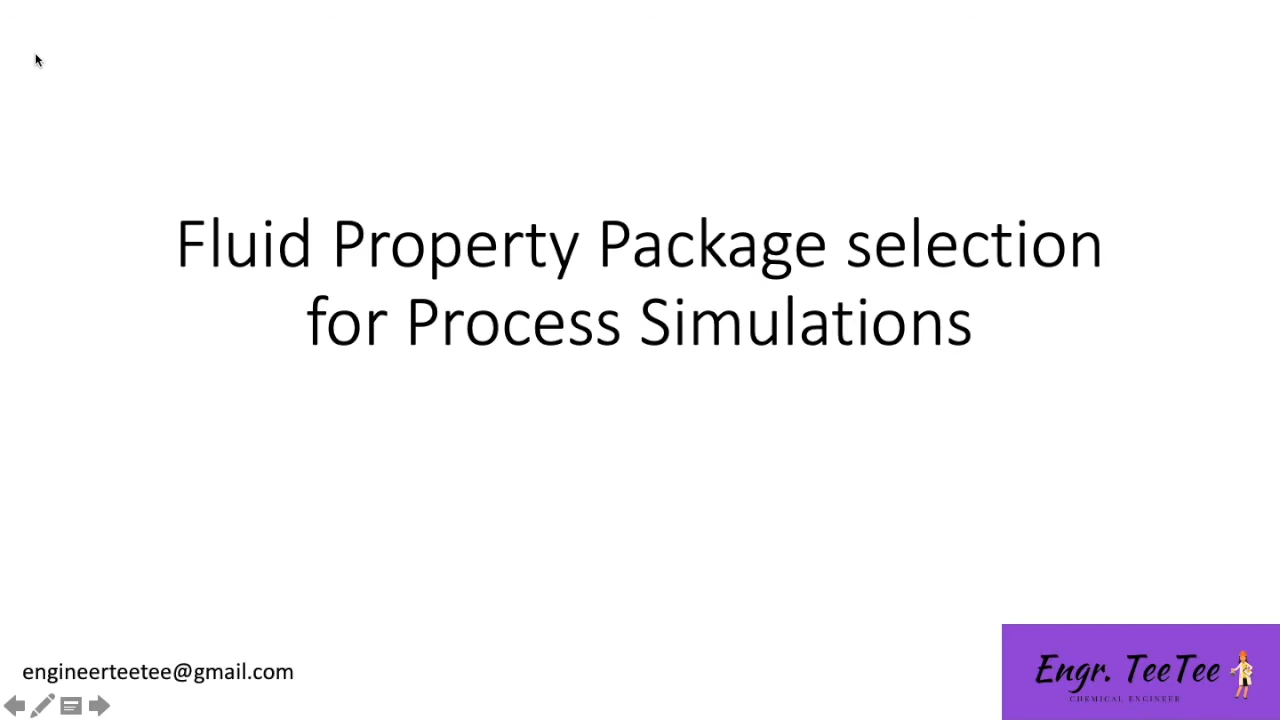 Fluid Property Package selection
for Process Simulations
engineerteetee@gmail.com
Engr. TeeTee
CHEMICAL ENGINEER